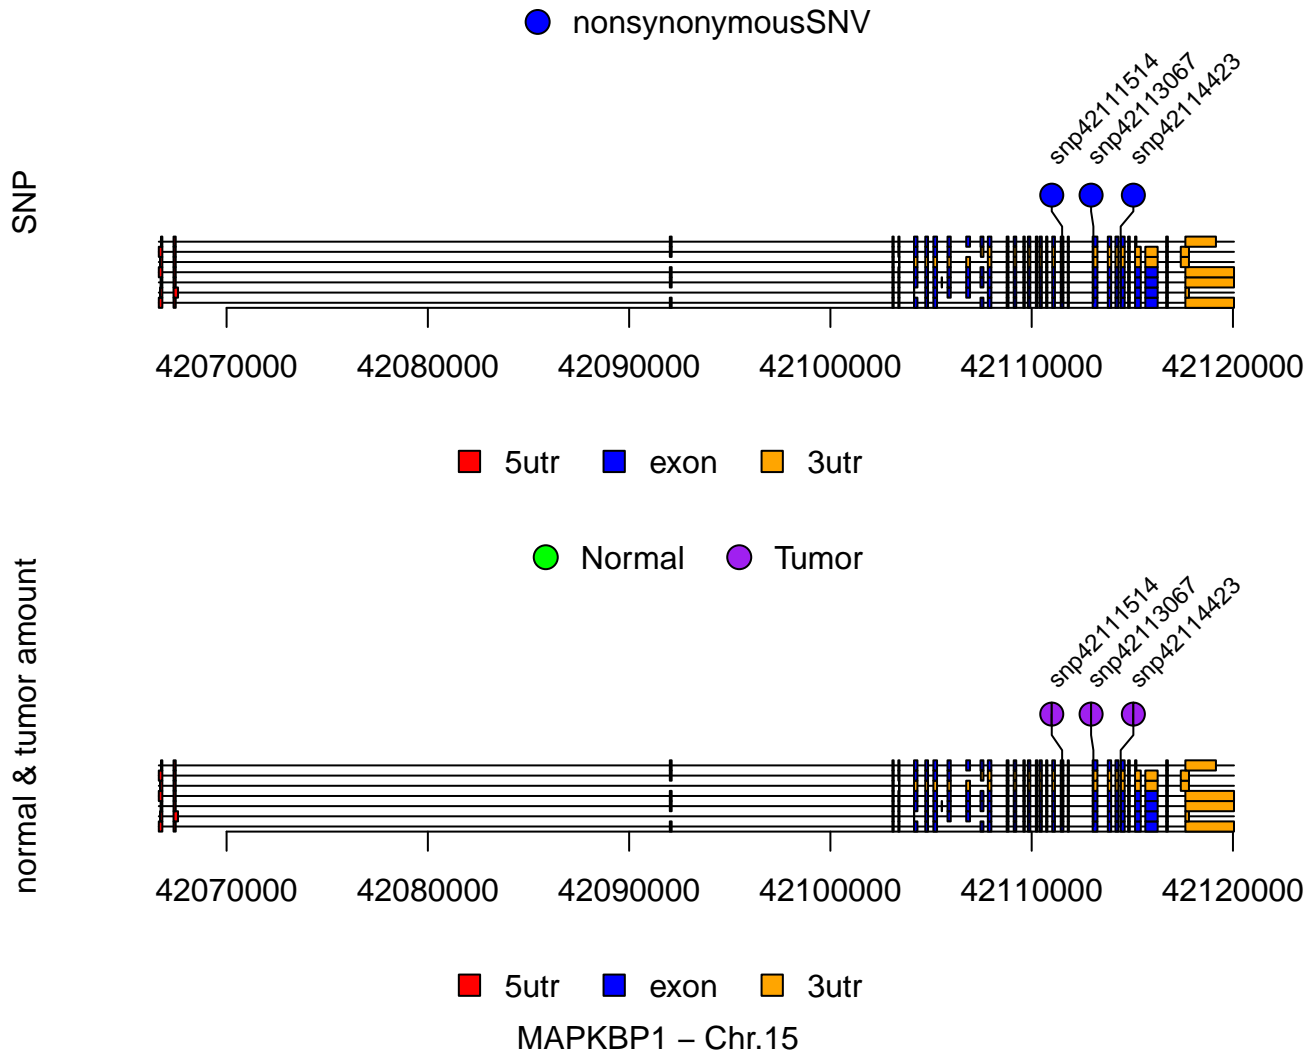 nonsynonymousSNV
snp42111514
snp42113067
snp42114423
SNP
42070000 42080000 42090000 42100000 42110000 42120000
5utr exon 3utr
Normal Tumor
snp42111514
snp42113067
snp42114423
normal & tumor amount
42070000 42080000 42090000 42100000 42110000 42120000
5utr exon 3utr
MAPKBP1 – Chr.15